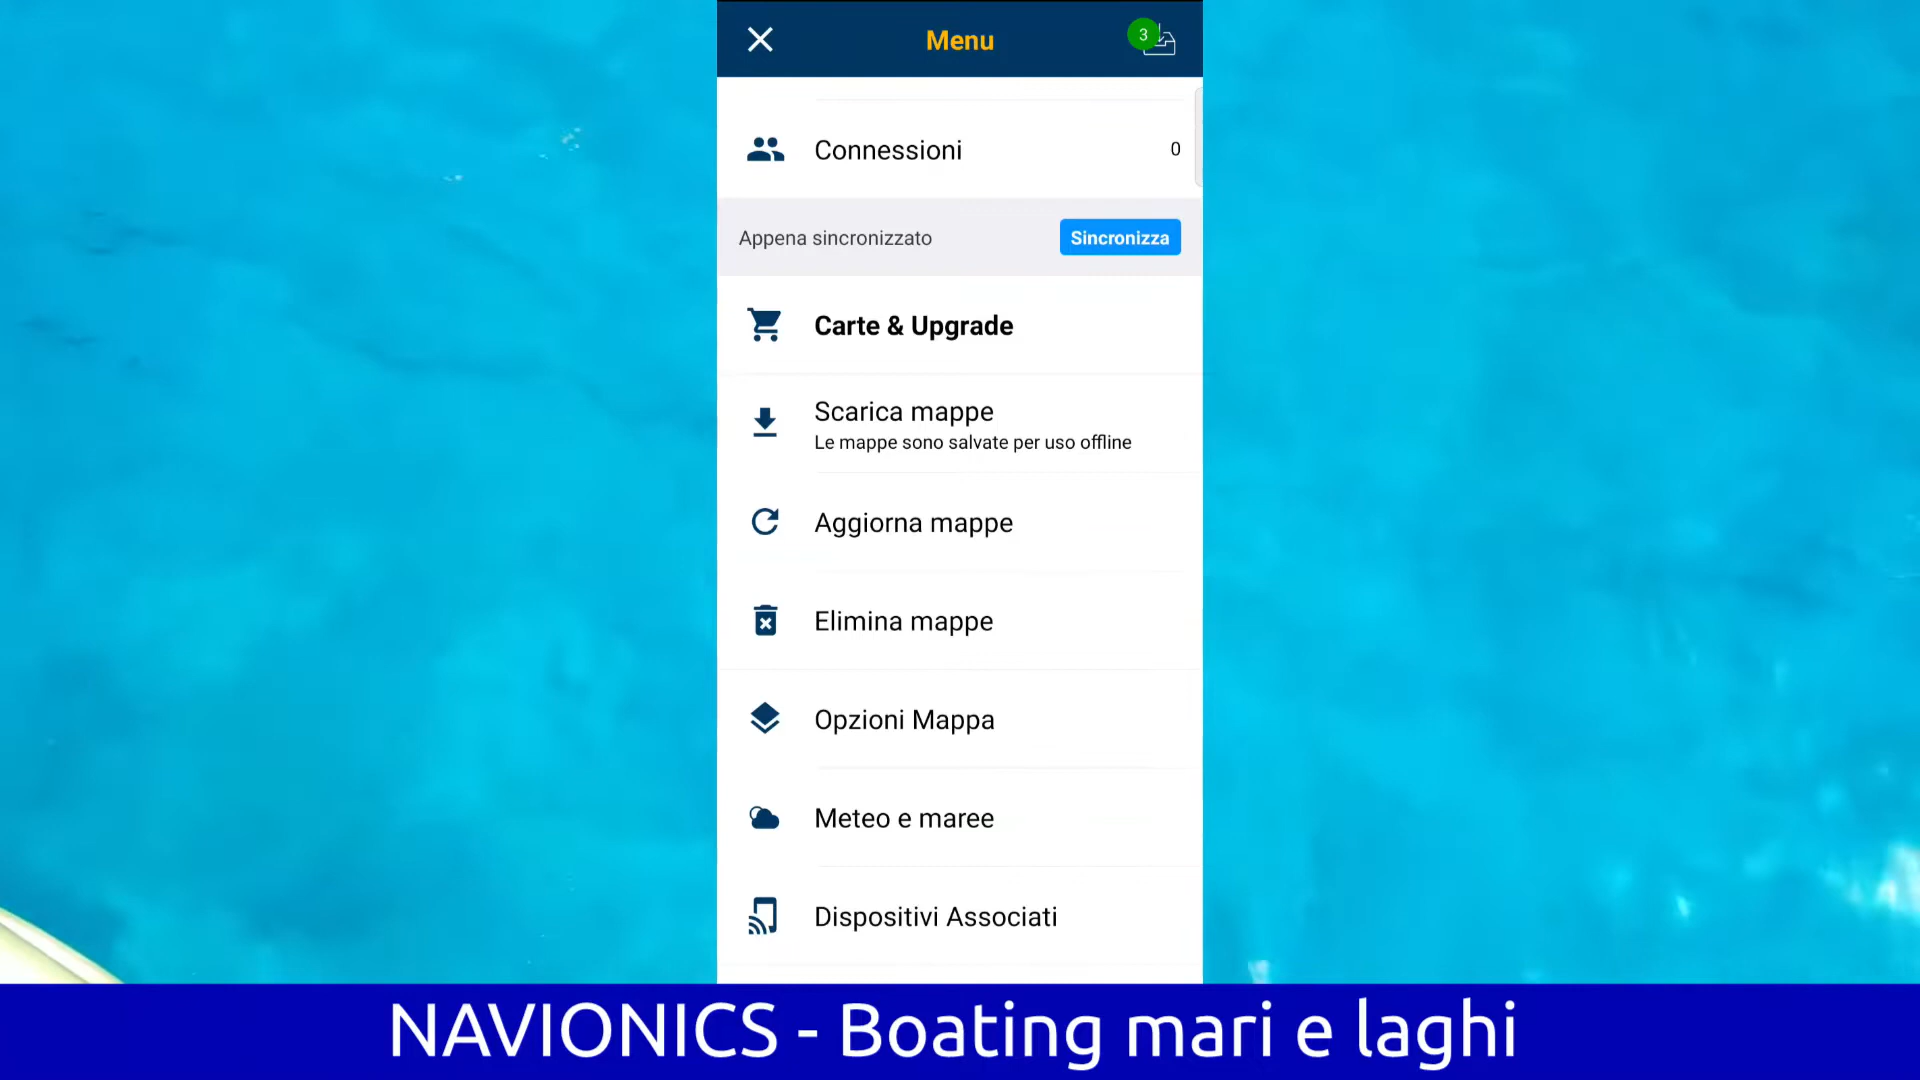 Menu
3
Connessioni 0
Appena sincronizzato Sincronizza
Carte & Upgrade
Scarica mappe
Le mappe sono salvate per uso offline
Aggiorna mappe
Elimina mappe
Opzioni Mappa
Meteo e maree
Dispositivi Associati
NAVIONICS - Boating mari e laghi